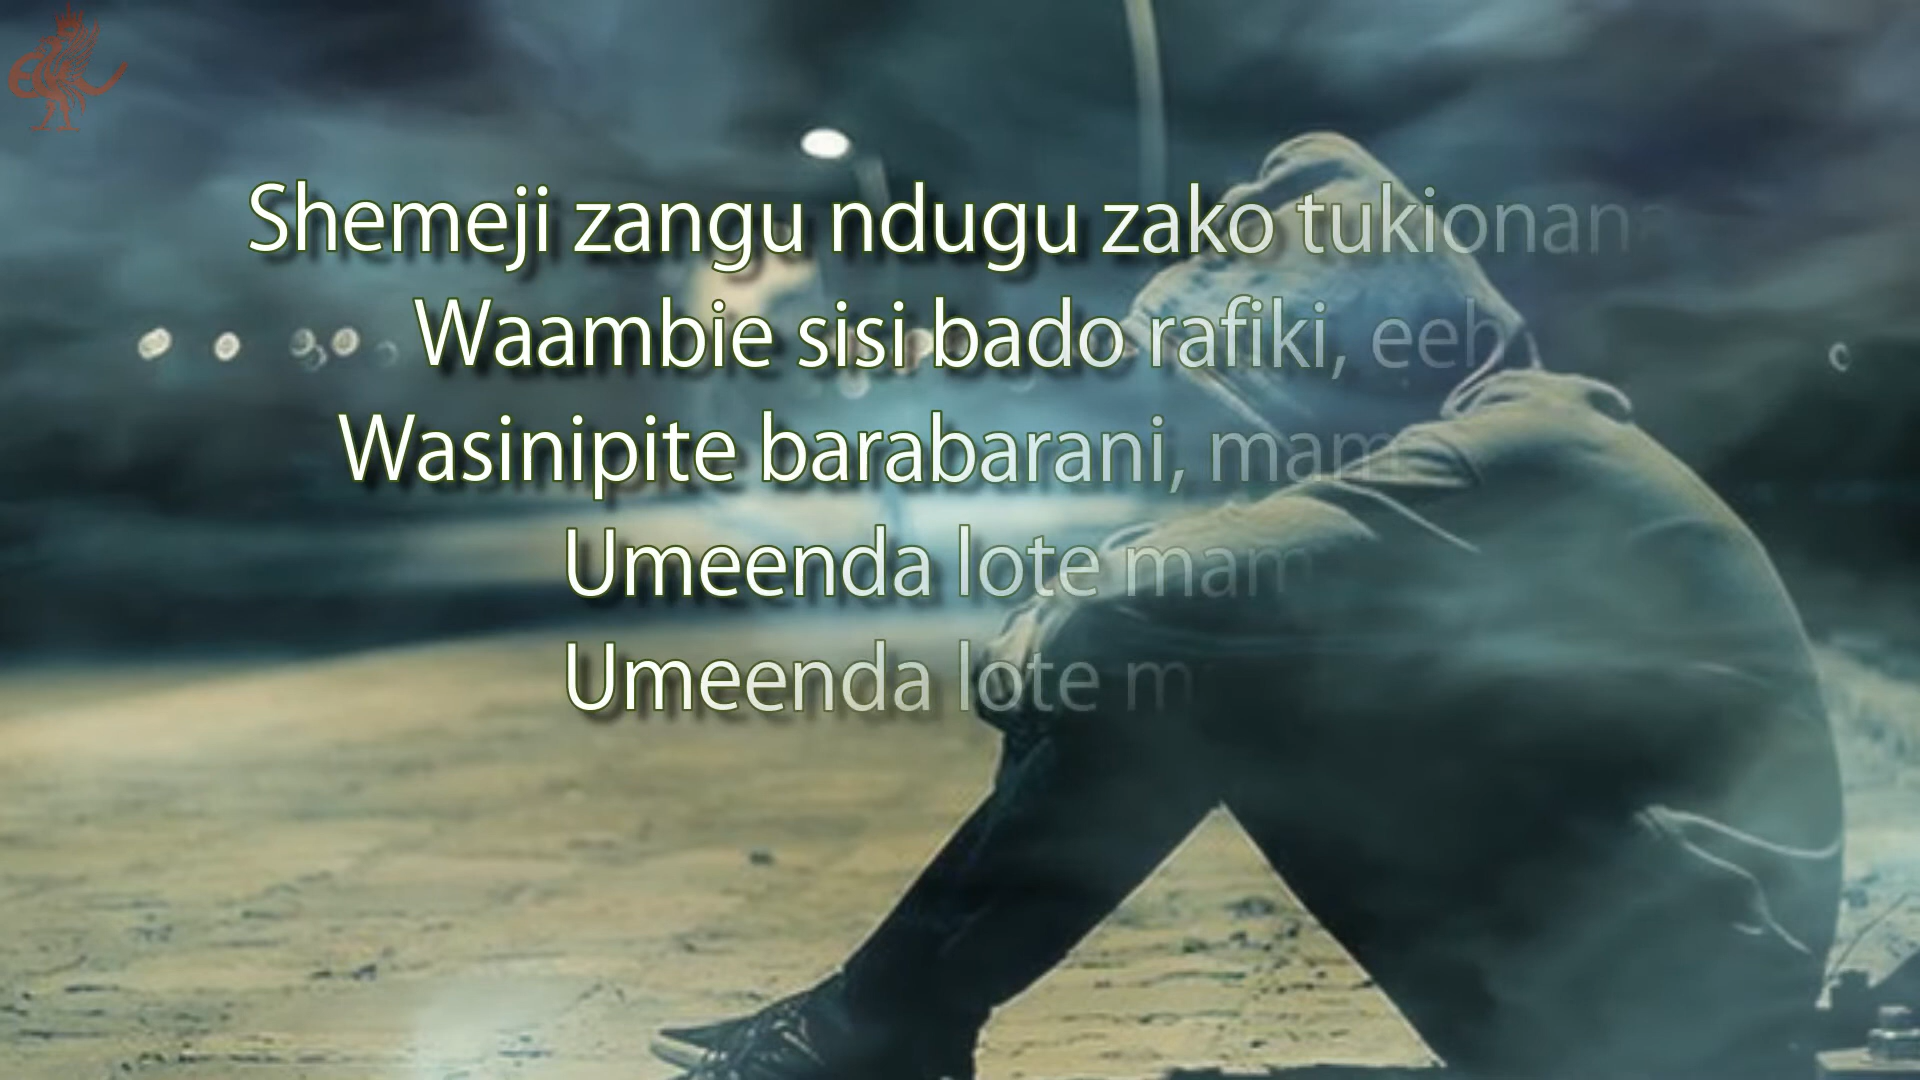 Shemeji zangu ndugu zako tukionana
Waambie sisi bado rafiki, eeh
Wasinipite barabarani, mam
Umeenda lote mam
Umeenda lote m